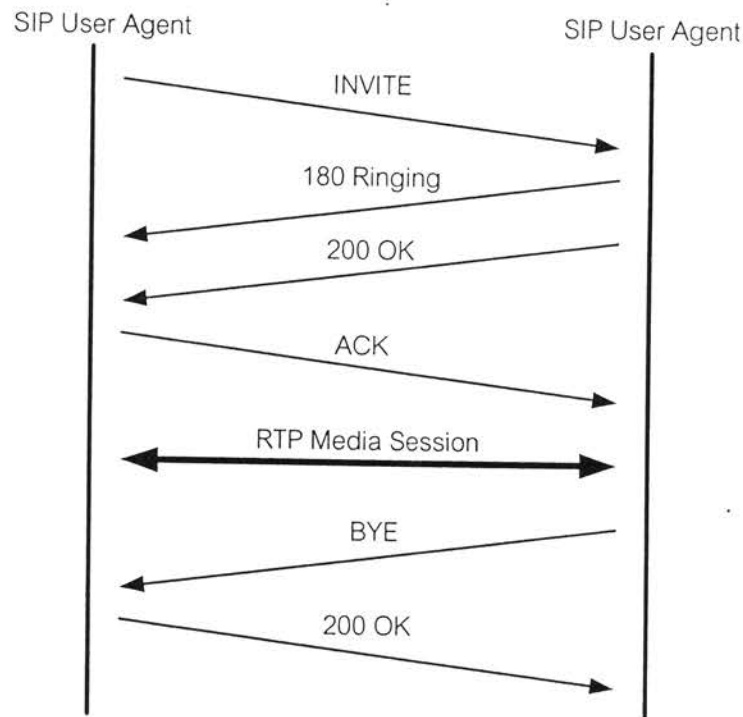 SIP User Agent
SIP User Agent
INVITE
180 Ringing
200 OK
ACK
RTP Media Session
BYE
200 OK